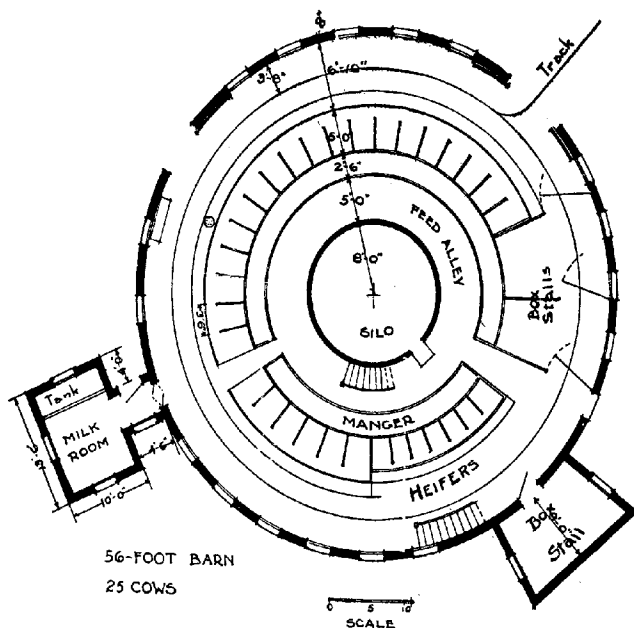 Track
3'-8"
6'-10"
5'-0"
2'-6"
5'-0"
FEED ALLEY
8'-0"
SILO
BOX
Stalls
MANGER
HEIFERS
Tank
MILK
ROOM
4'-6"
10'-0"
Box
Stall
56-FOOT BARN
25 COWS
0 5 10
SCALE